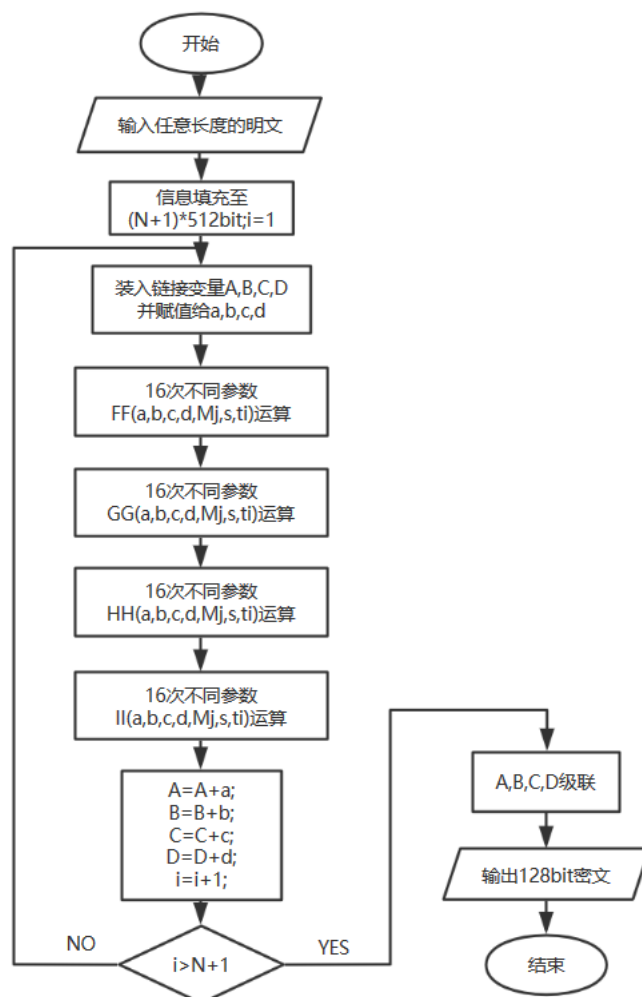 开始
输入任意长度的明文
信息填充至
(N+1)*512bit;i=1
装入链接变量A,B,C,D
并赋值给a,b,c,d
16次不同参数
FF(a,b,c,d,Mj,s,ti)运算
16次不同参数
GG(a,b,c,d,Mj,s,ti)运算
16次不同参数
HH(a,b,c,d,Mj,s,ti)运算
16次不同参数
II(a,b,c,d,Mj,s,ti)运算
A=A+a;
B=B+b;
C=C+c;
D=D+d;
i=i+1;
NO
i>N+1
YES
A,B,C,D级联
输出128bit密文
结束